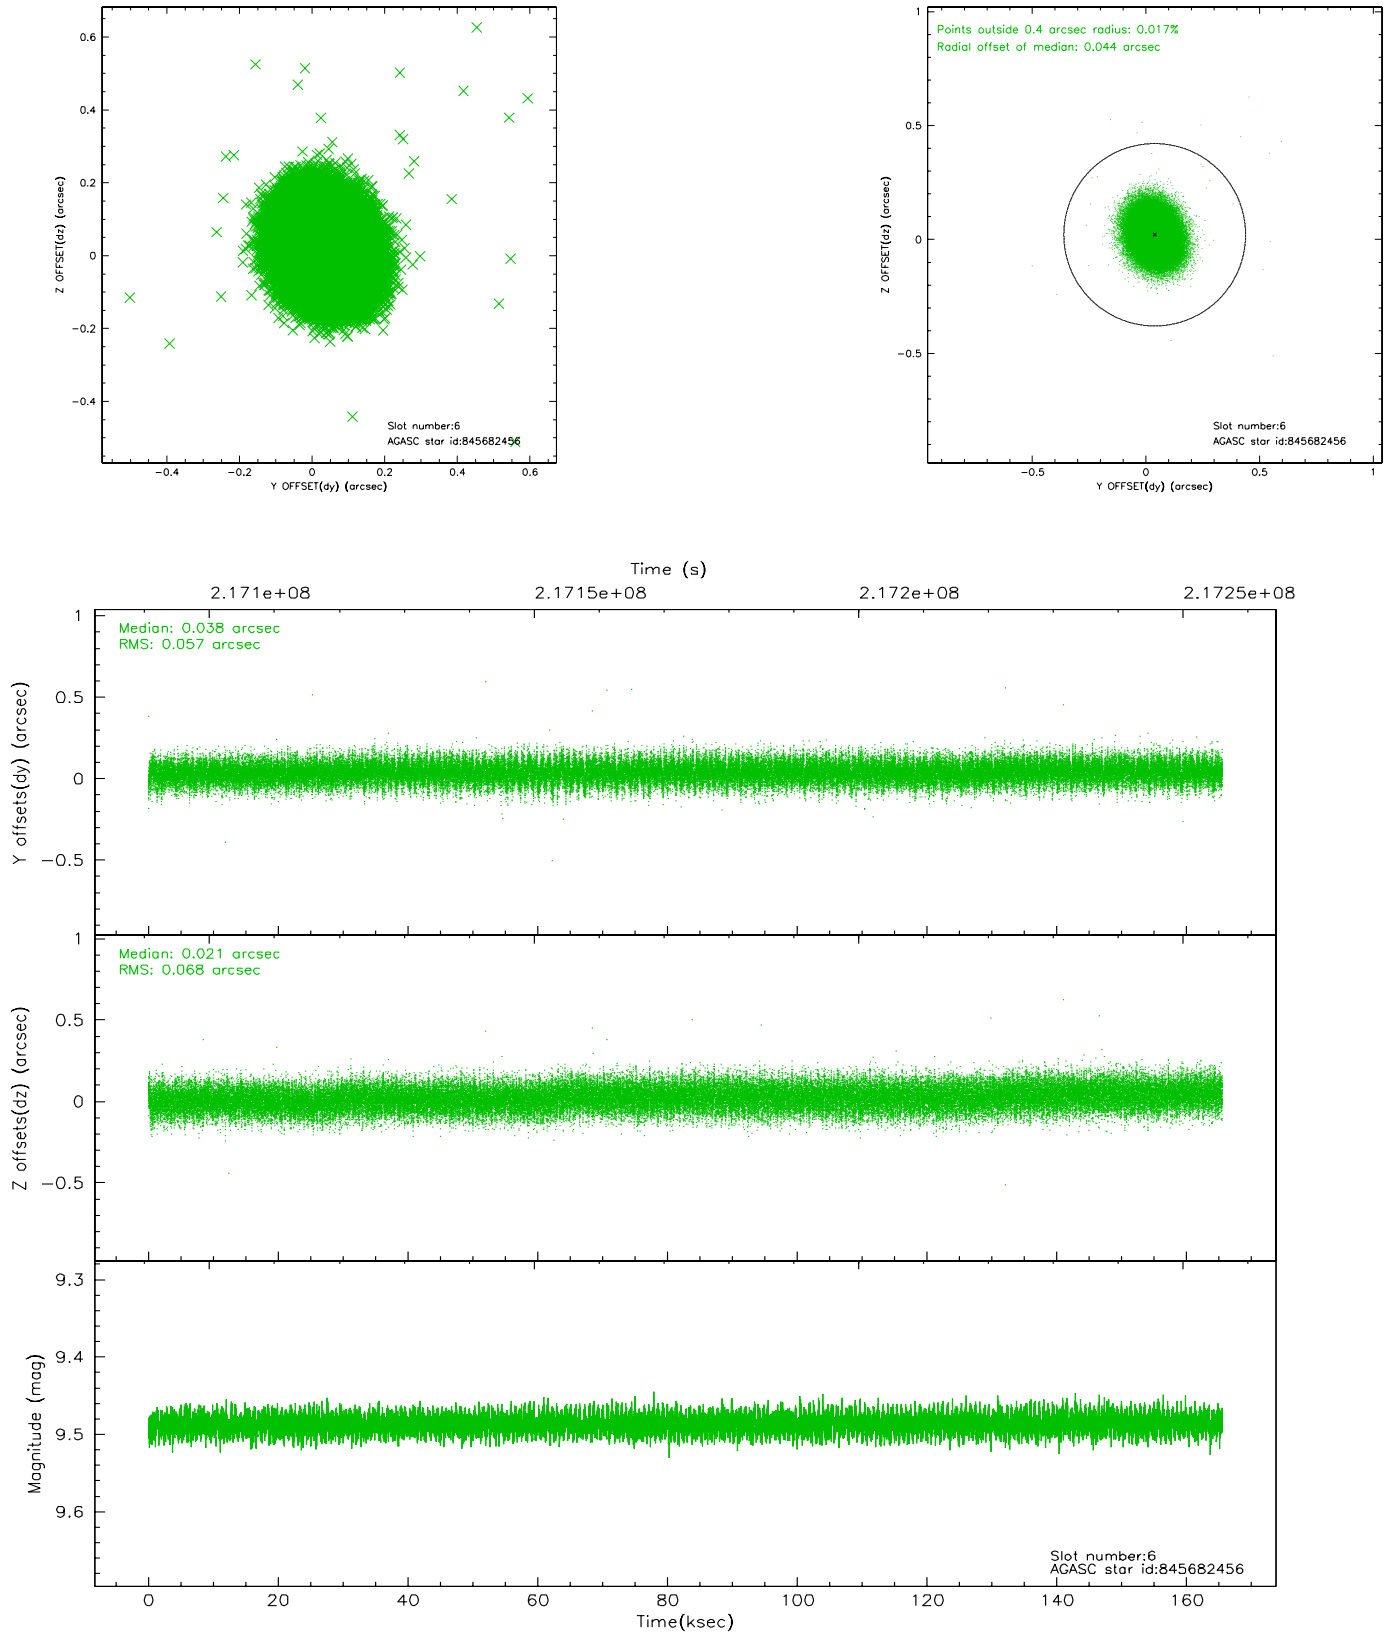 0.6
0.4
0.2
0
-0.2
-0.4
Z OFFSET(dz) (arcsec)
Slot number:6
AGASC star id:845682456
-0.4 -0.2 0 0.2 0.4 0.6
Y OFFSET(dy) (arcsec)
Points outside 0.4 arcsec radius: 0.017%
Radial offset of median: 0.044 arcsec
1
0.5
0
-0.5
Z OFFSET(dz) (arcsec)
Slot number:6
AGASC star id:845682456
-0.5 0 0.5 1
Y OFFSET(dy) (arcsec)
Time (s)
2.171e+08 2.1715e+08 2.172e+08 2.1725e+08
Median: 0.038 arcsec
RMS: 0.057 arcsec
1
0.5
0
-0.5
Y offsets(dy) (arcsec)
Median: 0.021 arcsec
RMS: 0.068 arcsec
1
0.5
0
-0.5
Z offsets(dz) (arcsec)
9.3
9.4
9.5
9.6
Magnitude (mag)
Slot number:6
AGASC star id:845682456
0 20 40 60 80 100 120 140 160
Time(ksec)